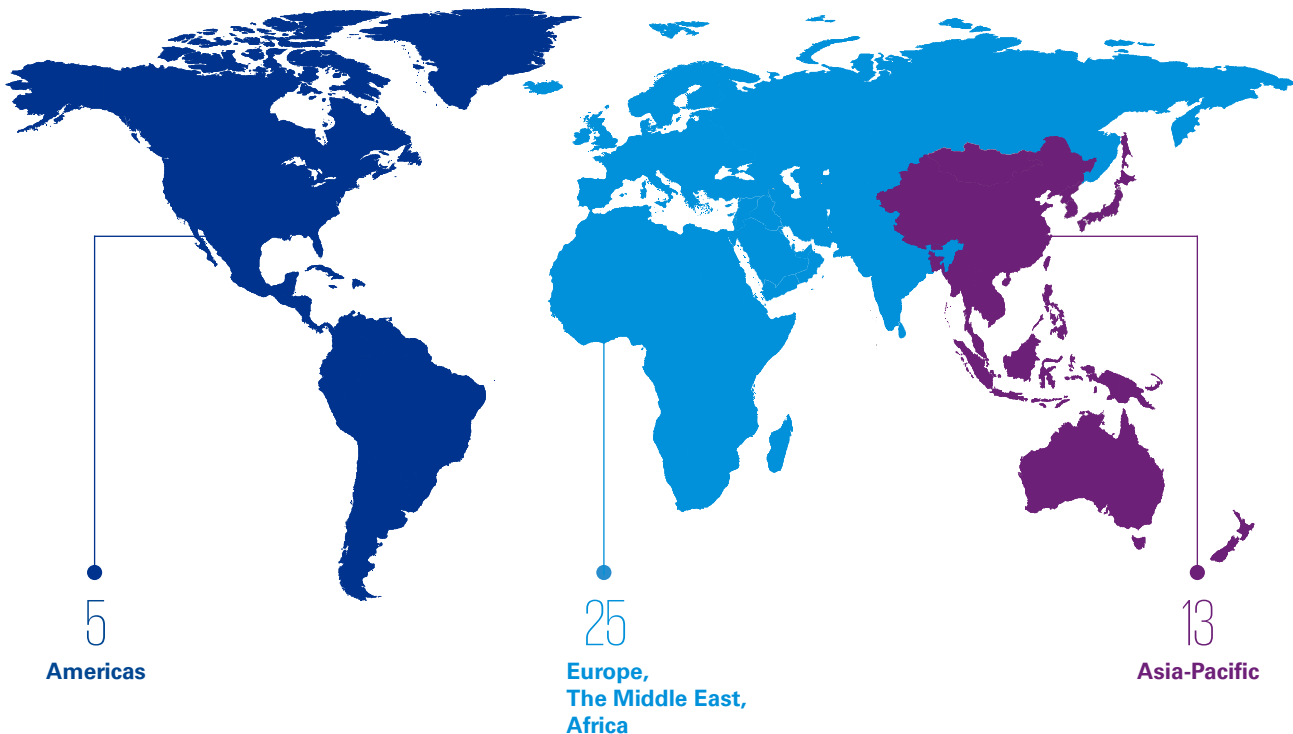 5
Americas
25
Europe,
The Middle East,
Africa
13
Asia-Pacific